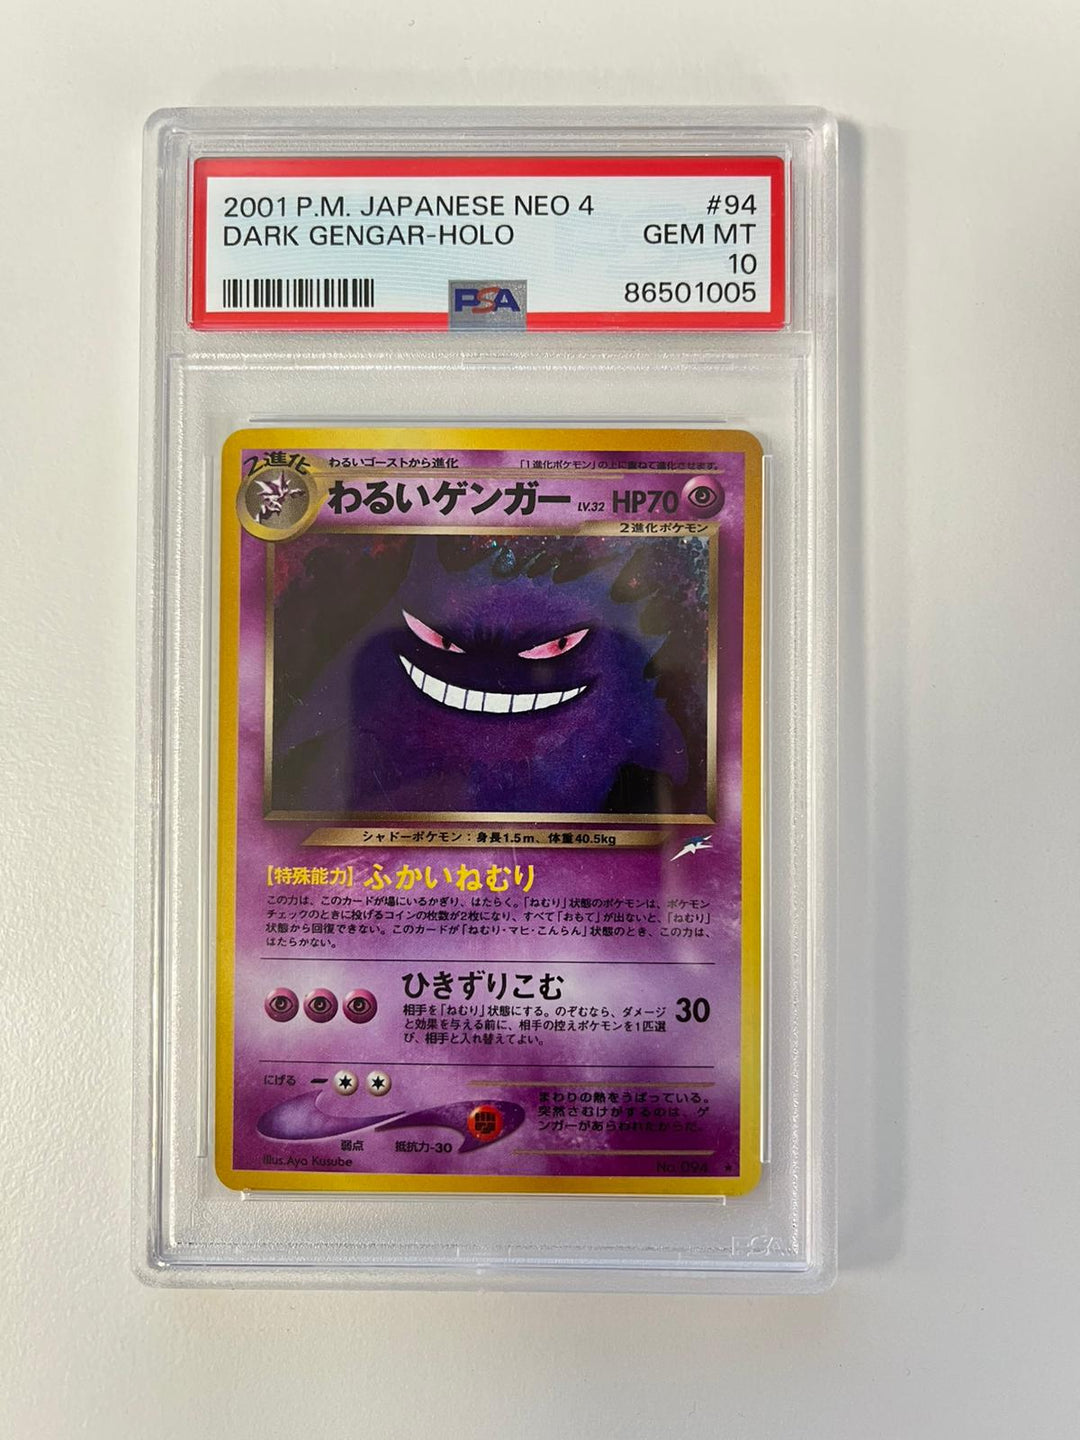 2001 P.M. JAPANESE NEO 4 #94
DARK GENGAR-HOLO GEM MT
10
86501005
PSA
2進化
わるいゴーストから進化 「1進化ポケモン」の上に重ねて進化させます。
わるいゲンガー LV.32 HP70
2進化ポケモン
シャドーポケモン：身長1.5m、体重40.5kg
【特殊能力】ふかいねむり
この力は、このカードが場にいるかぎり、はたらく。「ねむり」状態のポケモンは、ポケモン
チェックのときに投げるコインの枚数が2枚になり、すべて「おもて」が出ないと、「ねむり」
状態から回復できない。このカードが「ねむり・マヒ・こんらん」状態のとき、この力は、
はたらかない。
ひきずりこむ
相手を「ねむり」状態にする。のぞむなら、ダメージ 30
と効果を与える前に、相手の控えポケモンを1匹選
び、相手と入れ替えてよい。
にげる
まわりの熱をうばっている。
突然さむけがするのは、ゲ
ンガーがあらわれたからだ。
弱点 抵抗力-30
Illus.Aya Kusube No.094 ★
PSA